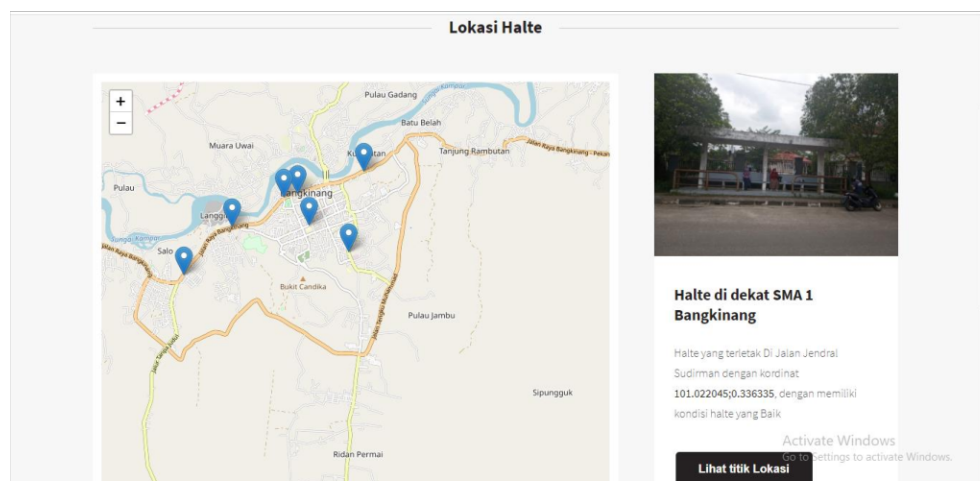 Lokasi Halte
+
−
Pulau Gadang
Batu Belah
Muara Uwai
Tanjung Rambutan
Jalan Raya Bangkinang - Pekan
Bangkinang
Pulau
Jalan Raya Bangkinang
Salo
Jalan Raya Bangkinang
Bukit Candika
Pulau Jambu
Sipungguk
Ridan Permai
Halte di dekat SMA 1
Bangkinang
Halte yang terletak Di Jalan Jendral
Sudirman dengan kordinat
101.022045;0.336335, dengan memiliki
kondisi halte yang Baik
Activate Windows
Go to Settings to activate Windows.
Lihat titik Lokasi